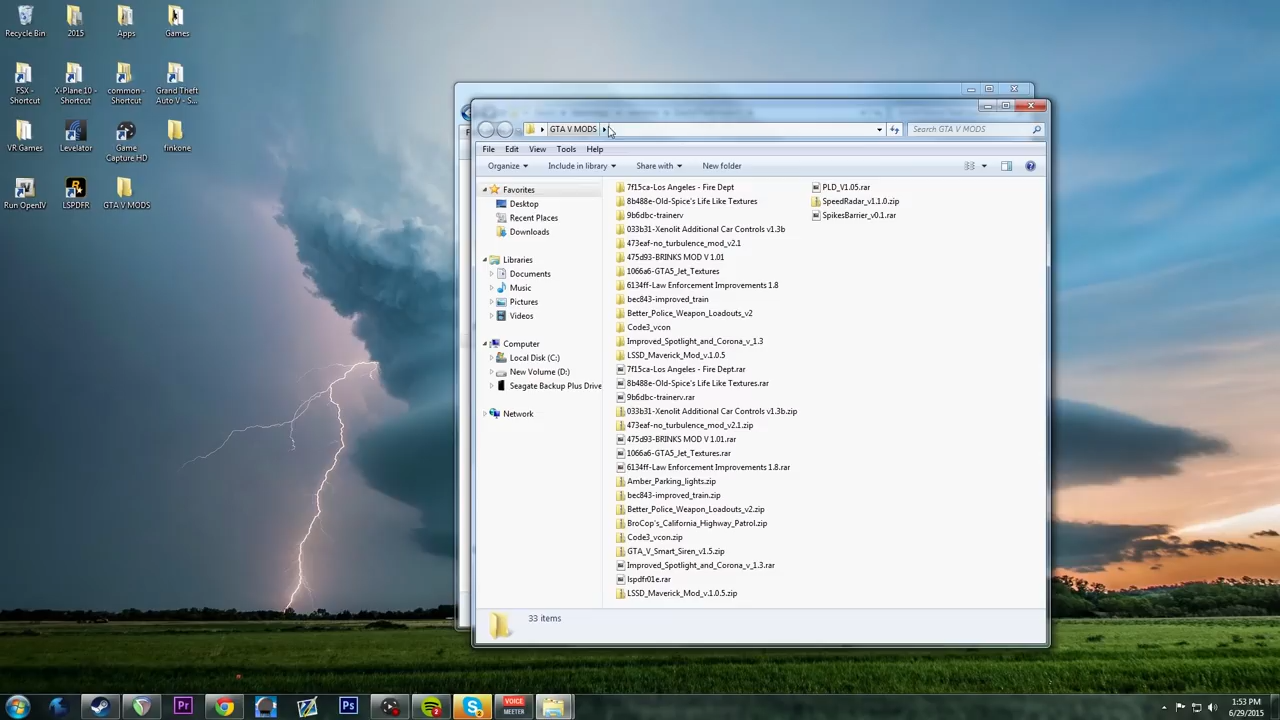 Recycle Bin
2015
Apps
Games
FSX - Shortcut
X-Plane 10 - Shortcut
common - Shortcut
Grand Theft Auto V - S...
VR Games
Levelator
Game Capture HD
finkone
Run OpenIV
LSPDFR
GTA V MODS
GTA V MODS
Search GTA V MODS
File
Edit
View
Tools
Help
Organize
Include in library
Share with
New folder
Favorites
Desktop
Recent Places
Downloads
Libraries
Documents
Music
Pictures
Videos
Computer
Local Disk (C:)
New Volume (D:)
Seagate Backup Plus Drive
Network
7f15ca-Los Angeles - Fire Dept
8b488e-Old-Spice's Life Like Textures
9b6dbc-trainerv
033b31-Xenolit Additional Car Controls v1.3b
473eaf-no_turbulence_mod_v2.1
475d93-BRINKS MOD V 1.01
1066a6-GTA5_Jet_Textures
6134ff-Law Enforcement Improvements 1.8
bec843-improved_train
Better_Police_Weapon_Loadouts_v2
Code3_vcon
Improved_Spotlight_and_Corona_v_1.3
LSSD_Maverick_Mod_v.1.0.5
7f15ca-Los Angeles - Fire Dept.rar
8b488e-Old-Spice's Life Like Textures.rar
9b6dbc-trainerv.rar
033b31-Xenolit Additional Car Controls v1.3b.zip
473eaf-no_turbulence_mod_v2.1.zip
475d93-BRINKS MOD V 1.01.rar
1066a6-GTA5_Jet_Textures.rar
6134ff-Law Enforcement Improvements 1.8.rar
Amber_Parking_lights.zip
bec843-improved_train.zip
Better_Police_Weapon_Loadouts_v2.zip
BroCop's_California_Highway_Patrol.zip
Code3_vcon.zip
GTA_V_Smart_Siren_v1.5.zip
Improved_Spotlight_and_Corona_v_1.3.rar
lspdfr01e.rar
LSSD_Maverick_Mod_v.1.0.5.zip
PLD_V1.05.rar
SpeedRadar_v1.1.0.zip
SpikesBarrier_v0.1.rar
33 items
Pr
Ps
VOICE
MEETER
1:53 PM
6/29/2015